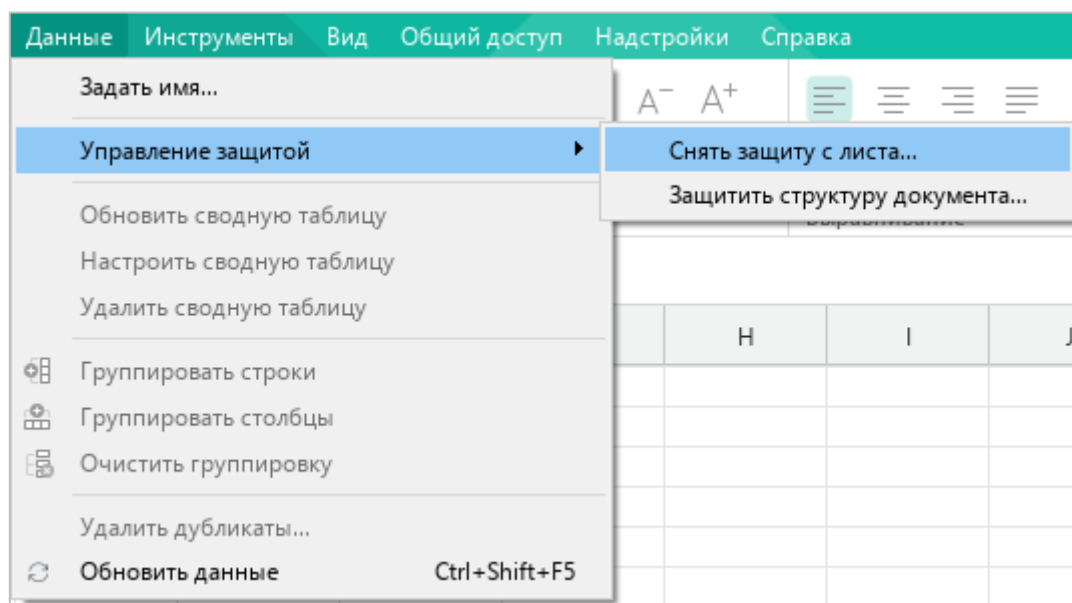 Данные Инструменты Вид Общий доступ Надстройки Справка
Задать имя...
A⁻ A⁺
Управление защитой
Снять защиту с листа...
Защитить структуру документа...
Выравнивание
Обновить сводную таблицу
Настроить сводную таблицу
Удалить сводную таблицу
H I J
Группировать строки
Группировать столбцы
Очистить группировку
Удалить дубликаты...
Обновить данные Ctrl+Shift+F5